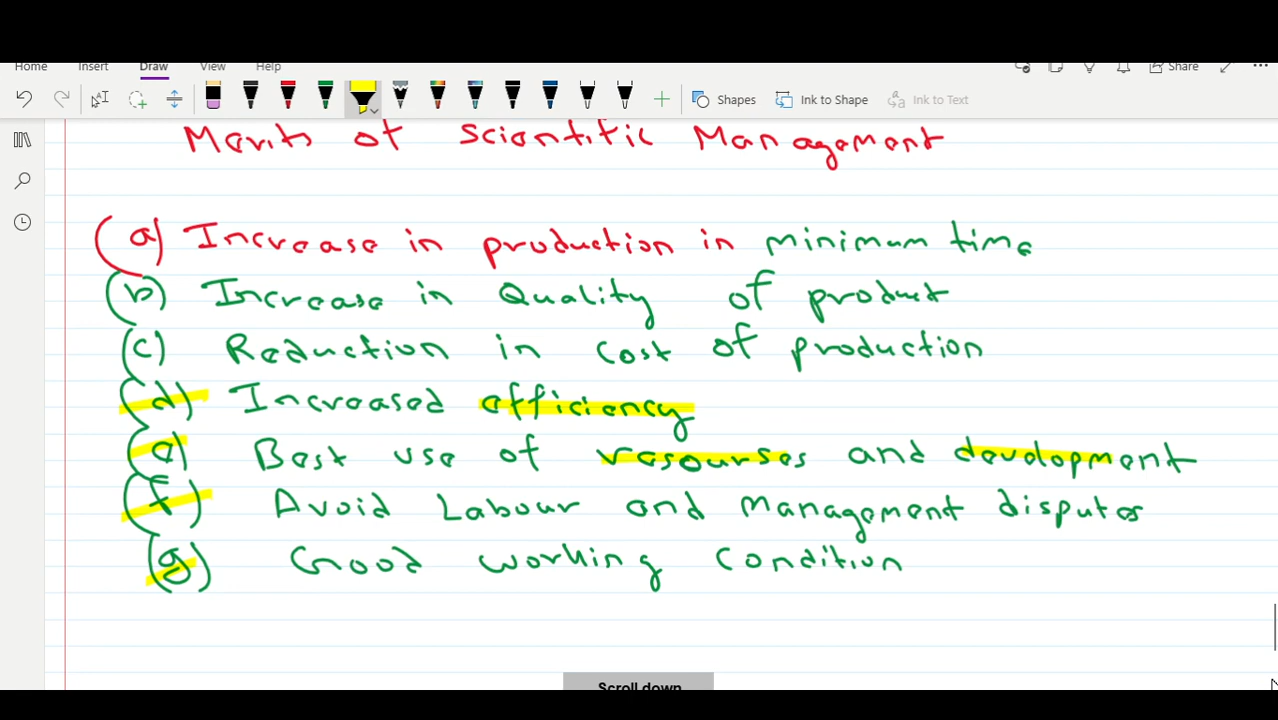 Home Insert Draw View Help Share
Shapes Ink to Shape Ink to Text
Merits of Scientific Management
(a) Increase in production in minimum time
(b) Increase in Quality of product
(c) Reduction in cost of production
(d) Increased efficiency
(e) Best use of resourses and development
(f) Avoid Labour and Management disputes
(g) Good working condition
Scroll down